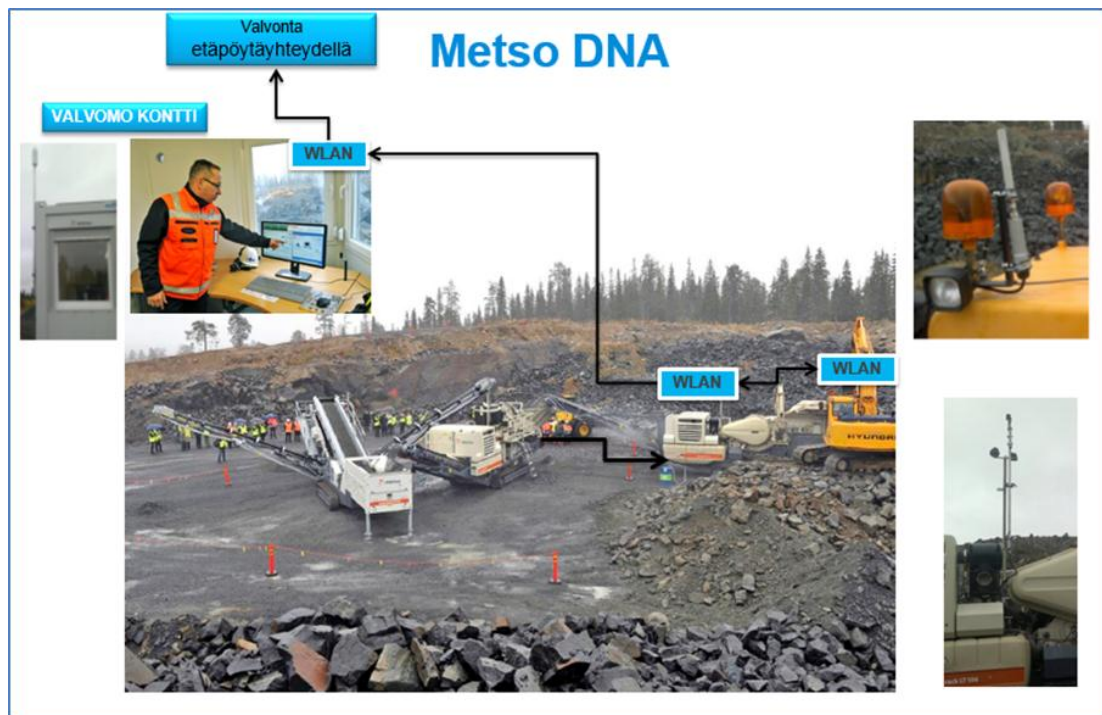 Valvonta
etäpöytäyhteydellä
Metso DNA
VALVOMO KONTTI
WLAN
WLAN
WLAN
HYUNDAI